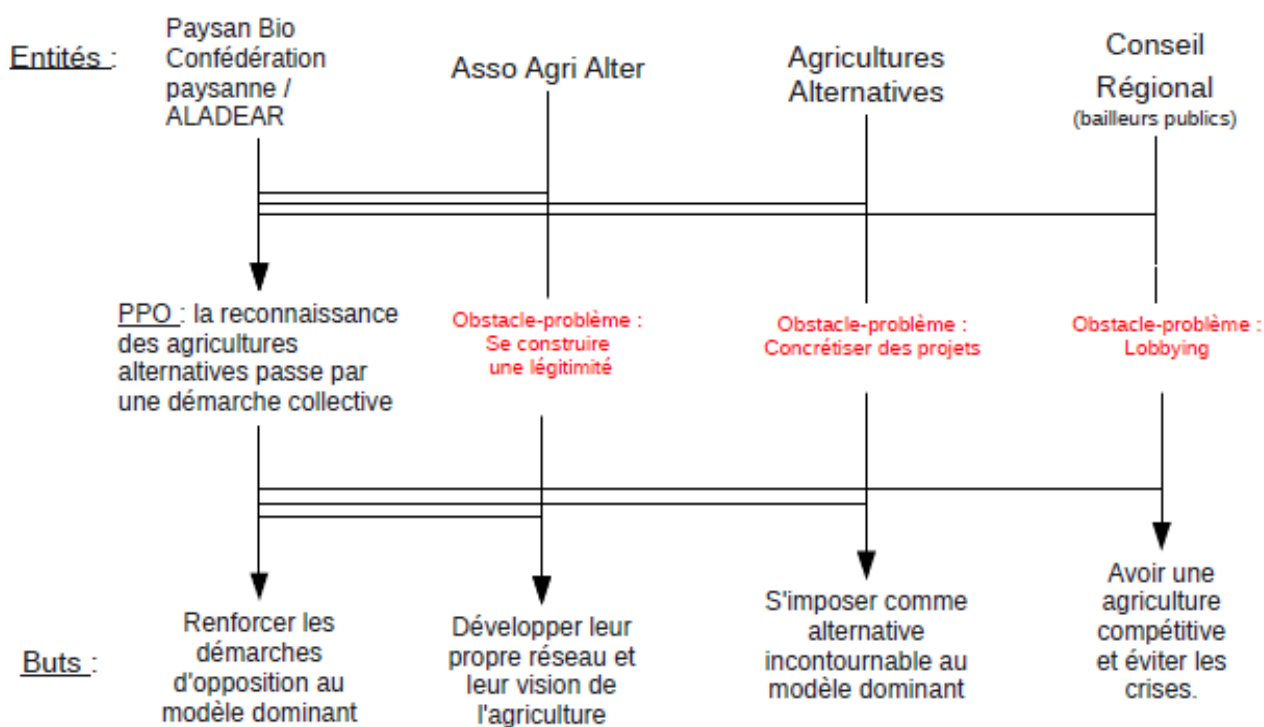 Entités :
Paysan Bio
Confédération
paysanne /
ALADEAR
Asso Agri Alter
Agricultures
Alternatives
Conseil
Régional
(bailleurs publics)
PPO : la reconnaissance
des agricultures
alternatives passe par
une démarche collective
Obstacle-problème :
Se construire
une légitimité
Obstacle-problème :
Concrétiser des projets
Obstacle-problème :
Lobbying
Buts :
Renforcer les
démarches
d'opposition au
modèle dominant
Développer leur
propre réseau et
leur vision de
l'agriculture
S'imposer comme
alternative
incontournable au
modèle dominant
Avoir une
agriculture
compétitive
et éviter les
crises.